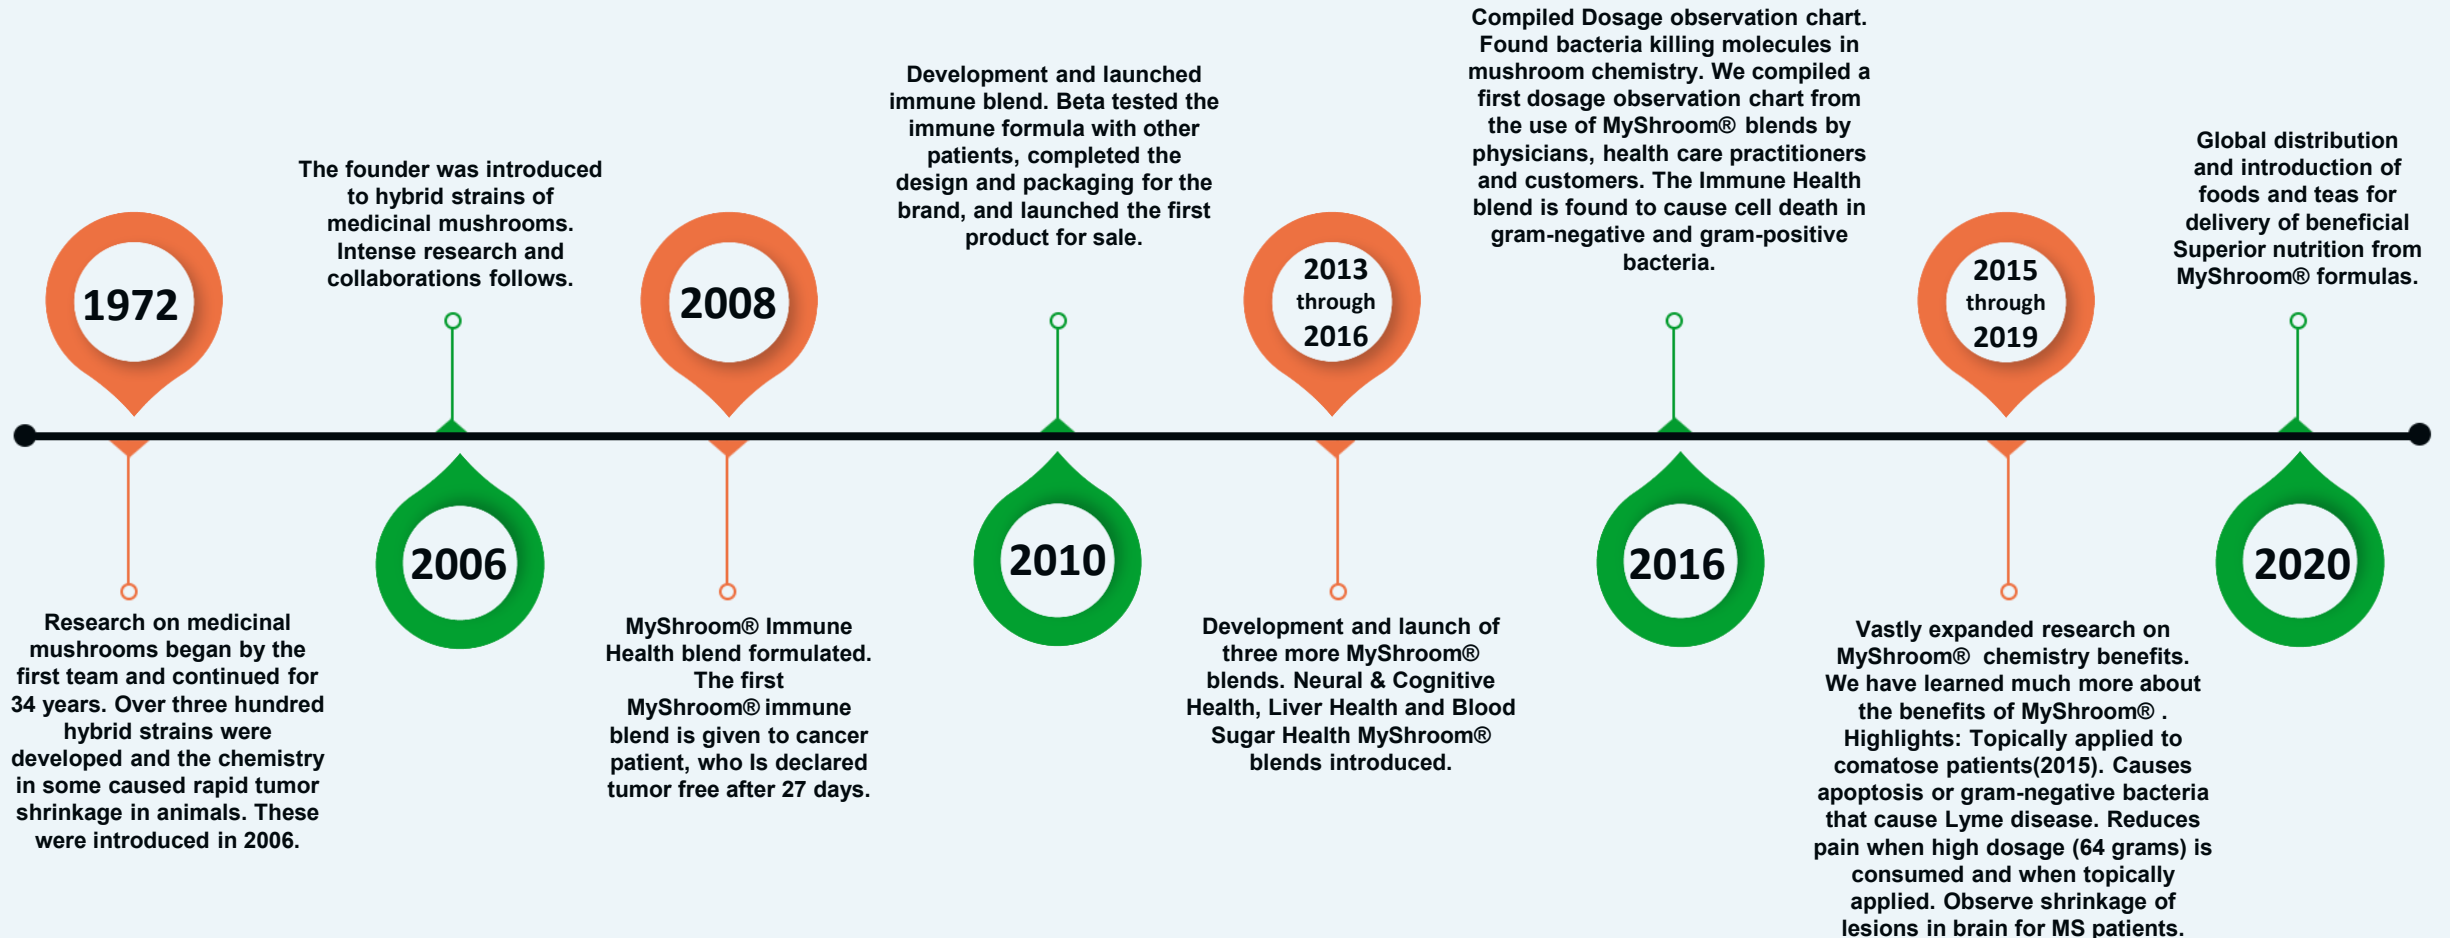 1972
Research on medicinal
mushrooms began by the
first team and continued for
34 years. Over three hundred
hybrid strains were
developed and the chemistry
in some caused rapid tumor
shrinkage in animals. These
were introduced in 2006.
The founder was introduced
to hybrid strains of
medicinal mushrooms.
Intense research and
collaborations follows.
2006
2008
MyShroom® Immune
Health blend formulated.
The first
MyShroom® immune
blend is given to cancer
patient, who Is declared
tumor free after 27 days.
Development and launched
immune blend. Beta tested the
immune formula with other
patients, completed the
design and packaging for the
brand, and launched the first
product for sale.
2010
2013
through
2016
Development and launch of
three more MyShroom®
blends. Neural & Cognitive
Health, Liver Health and Blood
Sugar Health MyShroom®
blends introduced.
Compiled Dosage observation chart.
Found bacteria killing molecules in
mushroom chemistry. We compiled a
first dosage observation chart from
the use of MyShroom® blends by
physicians, health care practitioners
and customers. The Immune Health
blend is found to cause cell death in
gram-negative and gram-positive
bacteria.
2016
2015
through
2019
Vastly expanded research on
MyShroom® chemistry benefits.
We have learned much more about
the benefits of MyShroom® .
Highlights: Topically applied to
comatose patients(2015). Causes
apoptosis or gram-negative bacteria
that cause Lyme disease. Reduces
pain when high dosage (64 grams) is
consumed and when topically
applied. Observe shrinkage of
lesions in brain for MS patients.
Global distribution
and introduction of
foods and teas for
delivery of beneficial
Superior nutrition from
MyShroom® formulas.
2020